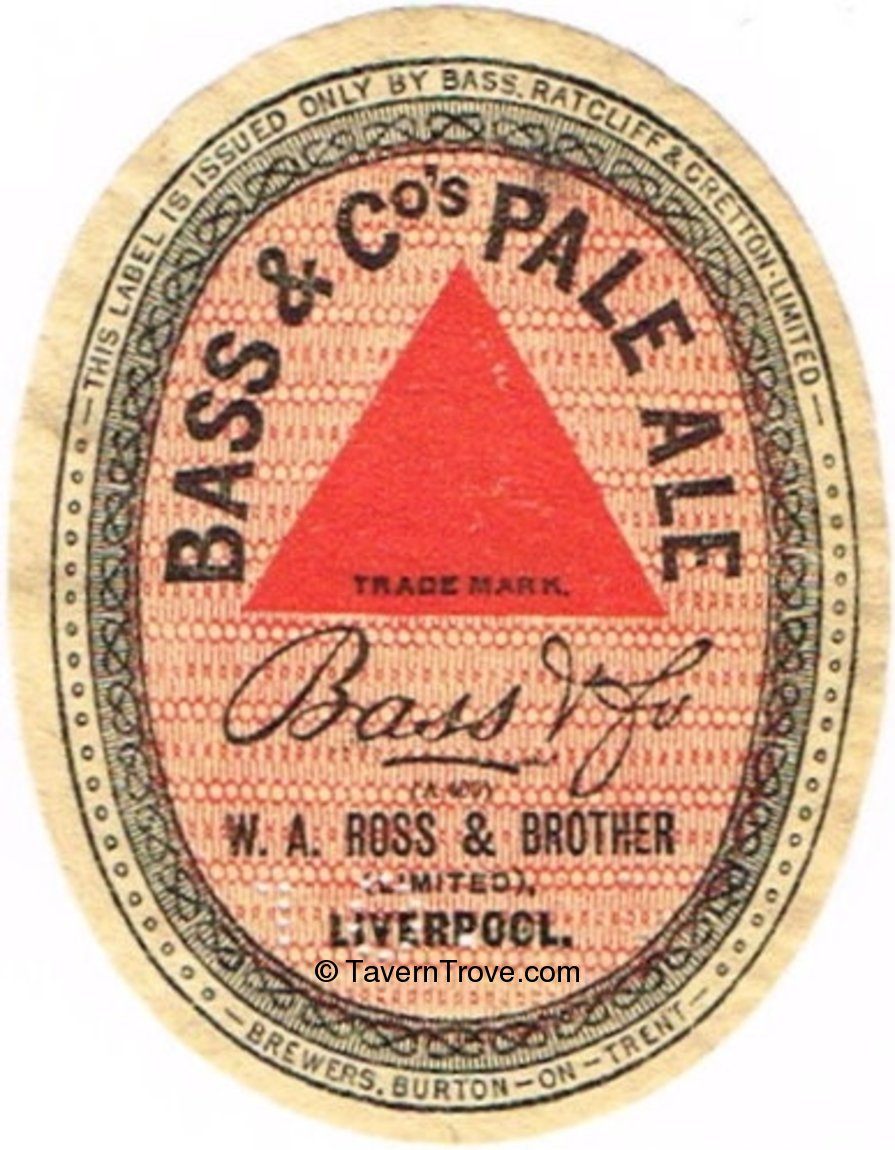 — THIS LABEL IS ISSUED ONLY BY BASS, RATCLIFF & GRETTON·LIMITED —
BASS & Co's PALE ALE
TRADE MARK.
Bass & Co
W. A. ROSS & BROTHER
(LIMITED),
LIVERPOOL.
© TavernTrove.com
— BREWERS, BURTON—ON—TRENT —